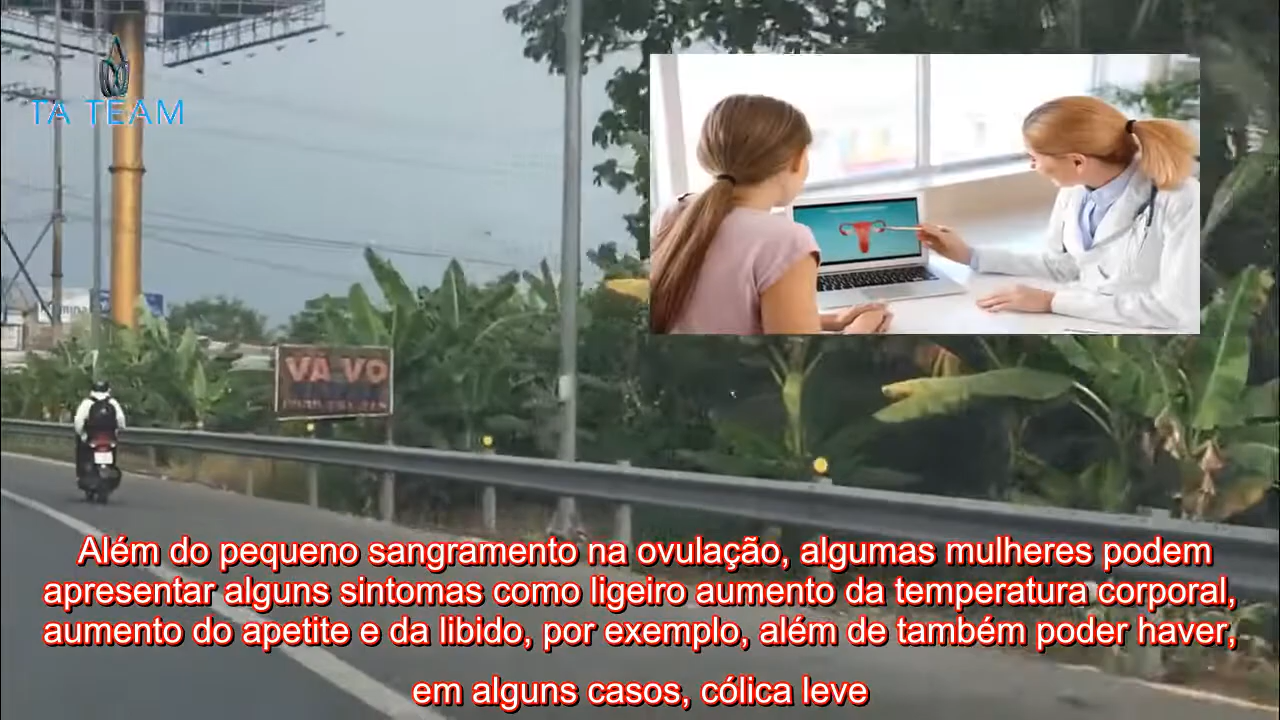 TA TEAM
VÁ VO
Além do pequeno sangramento na ovulação, algumas mulheres podem
apresentar alguns sintomas como ligeiro aumento da temperatura corporal,
aumento do apetite e da libido, por exemplo, além de também poder haver,
em alguns casos, cólica leve